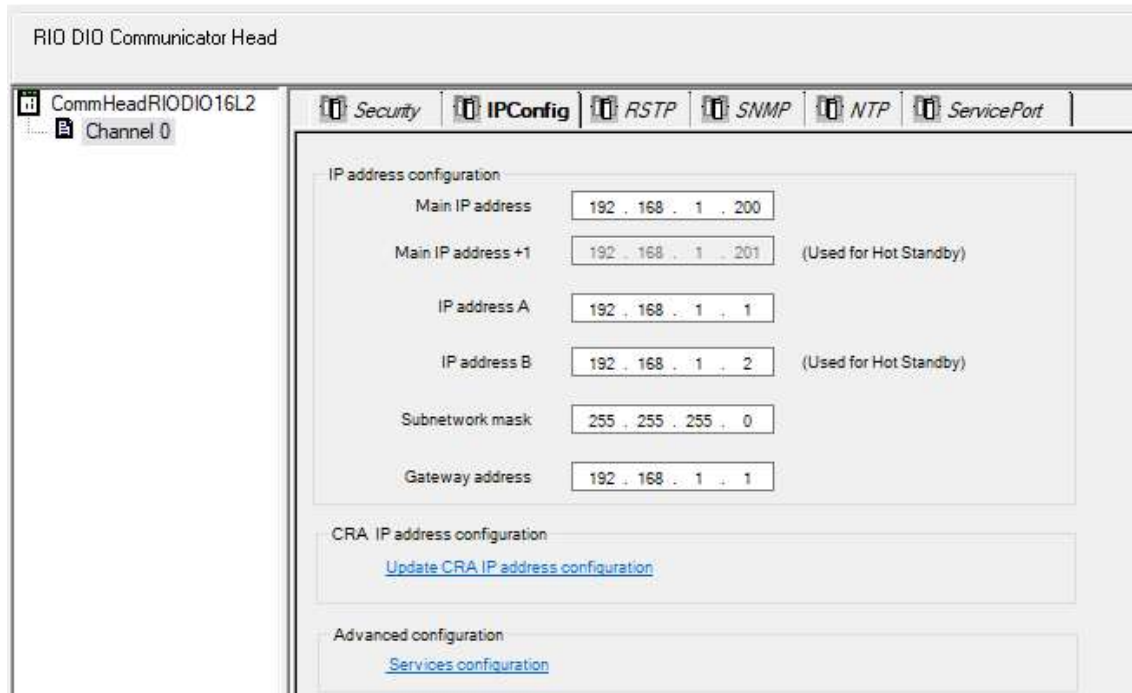 RIO DIO Communicator Head
CommHeadRIODIO16L2
Channel 0
Security IPConfig RSTP SNMP NTP ServicePort
IP address configuration
Main IP address 192 . 168 . 1 . 200
Main IP address +1 192 . 168 . 1 . 201 (Used for Hot Standby)
IP address A 192 . 168 . 1 . 1
IP address B 192 . 168 . 1 . 2 (Used for Hot Standby)
Subnetwork mask 255 . 255 . 255 . 0
Gateway address 192 . 168 . 1 . 1
CRA IP address configuration
Update CRA IP address configuration
Advanced configuration
Services configuration